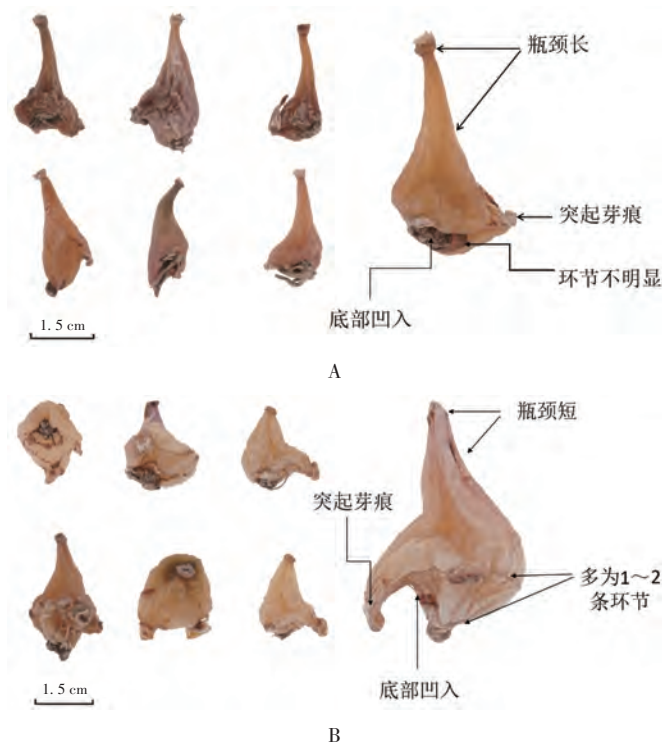 瓶颈长
突起芽痕
环节不明显
底部凹入
1. 5 cm
A
瓶颈短
突起芽痕
多为1～2
条环节
底部凹入
1. 5 cm
B